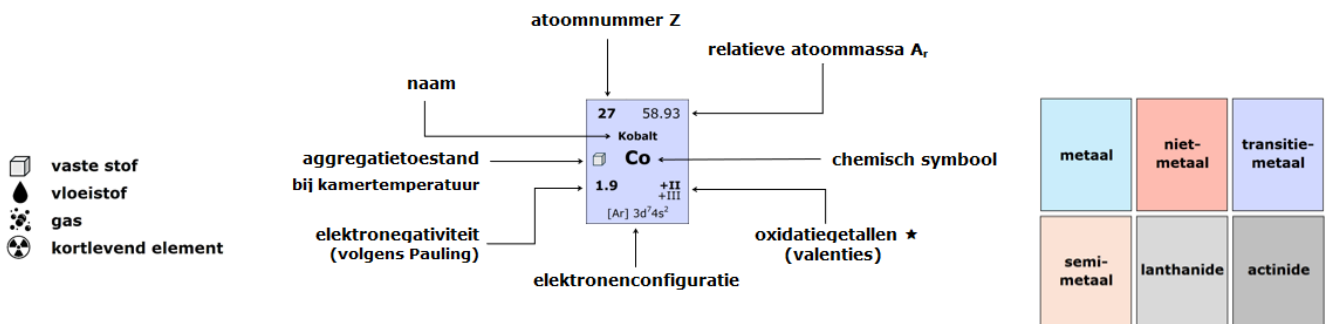 atoomnummer Z
relatieve atoommassa Aᵣ
naam
27 58.93
Kobalt
Co
1.9 +II
+III
[Ar] 3d⁷4s²
aggregatietoestand
bij kamertemperatuur
chemisch symbool
elektroneqativiteit
(volgens Pauling)
oxidatieqetallen ★
(valenties)
elektronenconfiguratie
vaste stof
vloeistof
gas
kortlevend element
metaal
niet-
metaal
transitie-
metaal
semi-
metaal
lanthanide
actinide